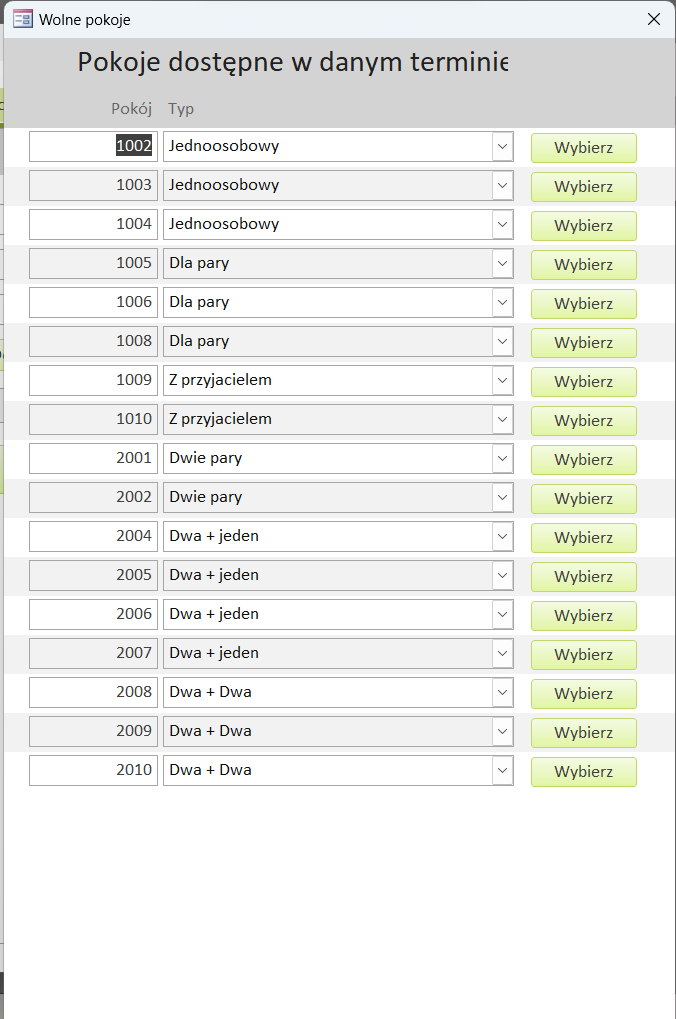 Wolne pokoje
Pokoje dostępne w danym terminie
Pokój Typ
1002 Jednoosobowy Wybierz
1003 Jednoosobowy Wybierz
1004 Jednoosobowy Wybierz
1005 Dla pary Wybierz
1006 Dla pary Wybierz
1008 Dla pary Wybierz
1009 Z przyjacielem Wybierz
1010 Z przyjacielem Wybierz
2001 Dwie pary Wybierz
2002 Dwie pary Wybierz
2004 Dwa + jeden Wybierz
2005 Dwa + jeden Wybierz
2006 Dwa + jeden Wybierz
2007 Dwa + jeden Wybierz
2008 Dwa + Dwa Wybierz
2009 Dwa + Dwa Wybierz
2010 Dwa + Dwa Wybierz